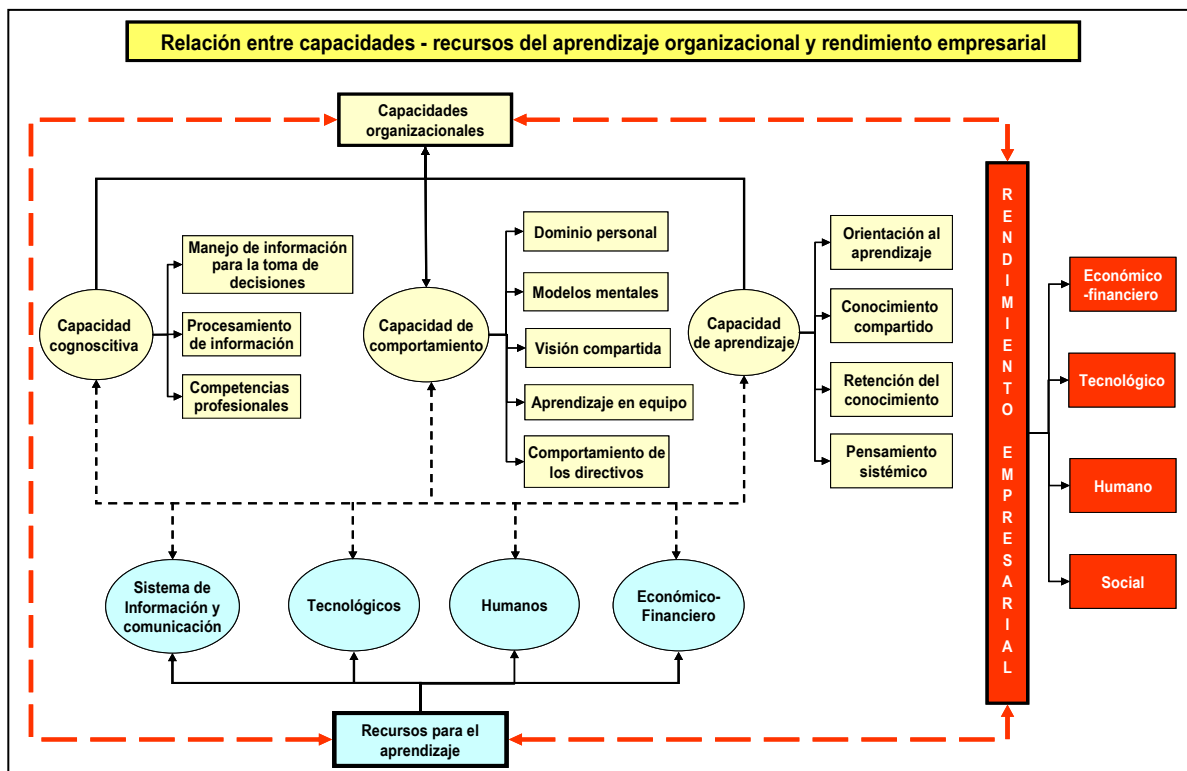 Relación entre capacidades - recursos del aprendizaje organizacional y rendimiento empresarial
Capacidades
organizacionales
Capacidad
cognoscitiva
Manejo de información
para la toma de
decisiones
Procesamiento
de información
Competencias
profesionales
Capacidad de
comportamiento
Dominio personal
Modelos mentales
Visión compartida
Aprendizaje en equipo
Comportamiento de
los directivos
Capacidad
de aprendizaje
Orientación al
aprendizaje
Conocimiento
compartido
Retención del
conocimiento
Pensamiento
sistémico
RENDIMIENTO EMPRESARIAL
Económico
-financiero
Tecnológico
Humano
Social
Sistema de
Información y
comunicación
Tecnológicos
Humanos
Económico-
Financiero
Recursos para el
aprendizaje